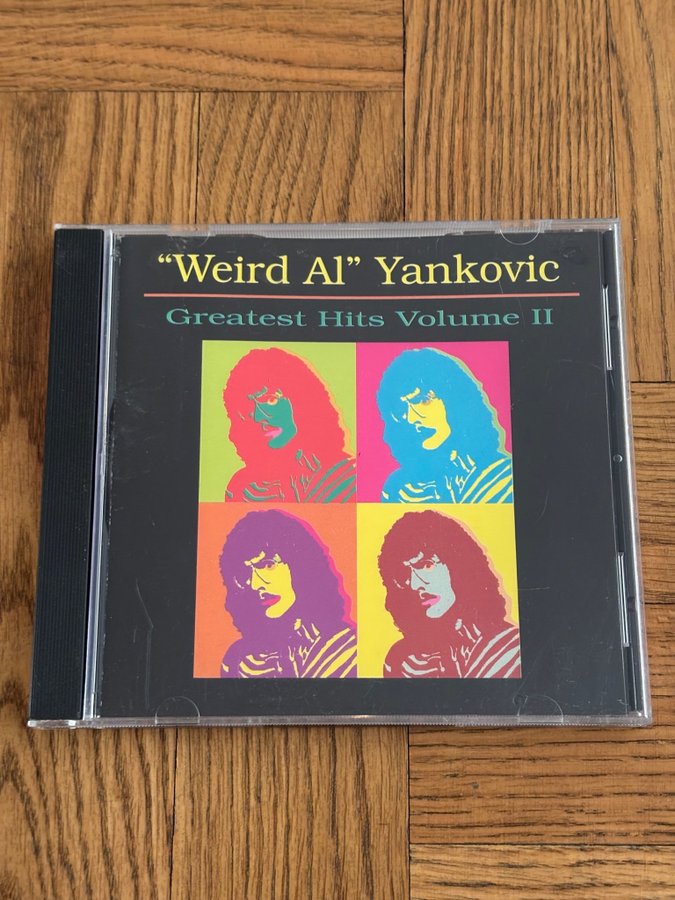 “Weird Al” Yankovic
Greatest Hits Volume II